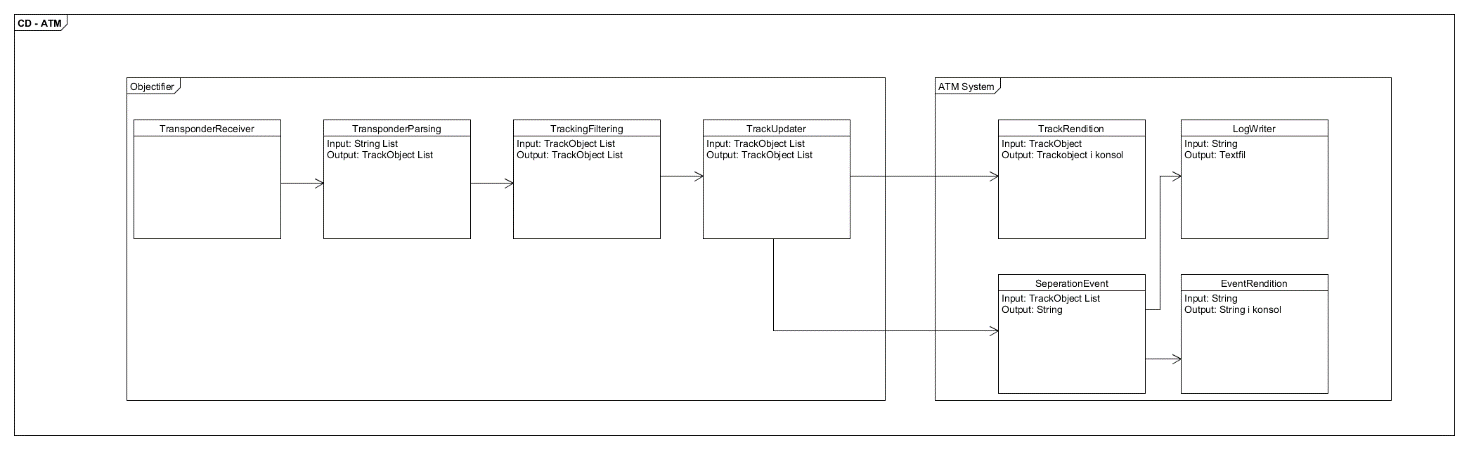 CD - ATM
Objectifier
TransponderReceiver
TransponderParsing
Input: String List
Output: TrackObject List
TrackingFiltering
Input: TrackObject List
Output: TrackObject List
TrackUpdater
Input: TrackObject List
Output: TrackObject List
ATM System
TrackRendition
Input: TrackObject
Output: Trackobject i konsol
LogWriter
Input: String
Output: Textfil
SeperationEvent
Input: TrackObject List
Output: String
EventRendition
Input: String
Output: String i konsol